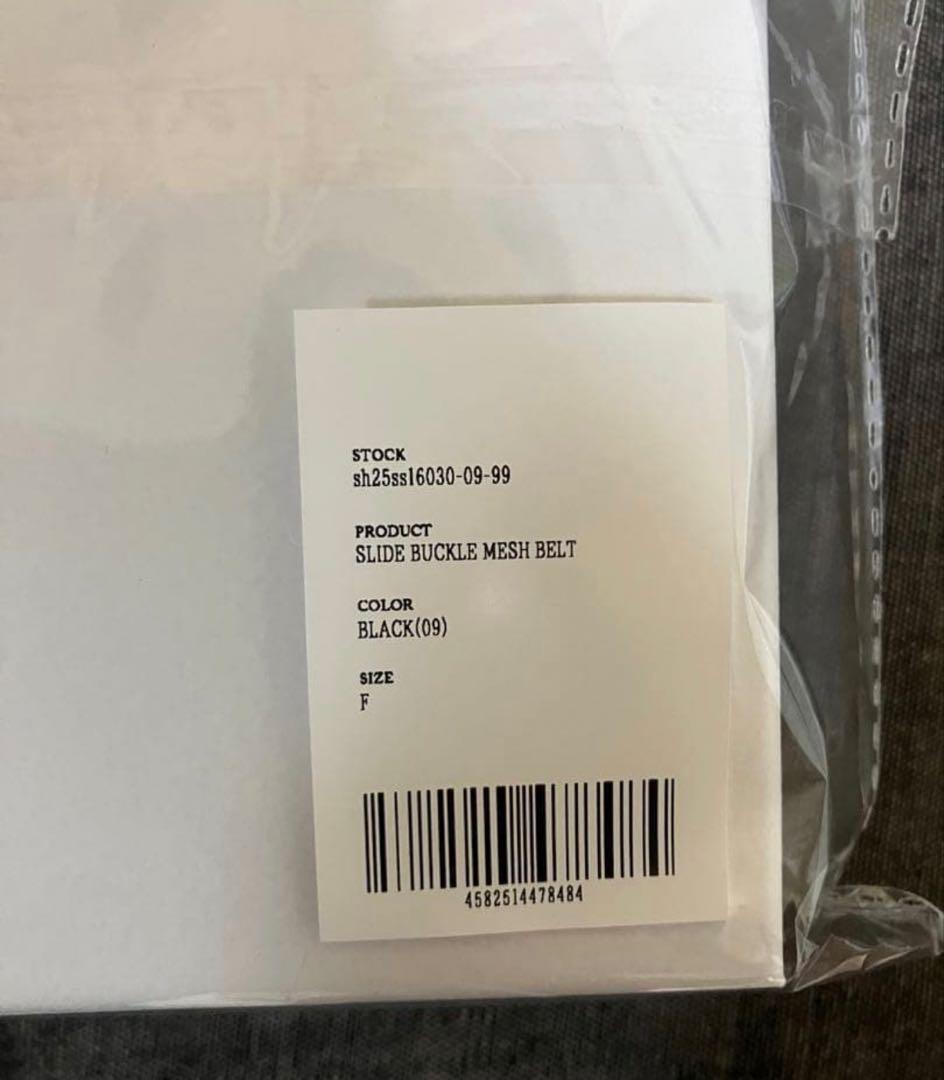 STOCK
sh25ss16030-09-99
PRODUCT
SLIDE BUCKLE MESH BELT
COLOR
BLACK(09)
SIZE
F
4582514478484